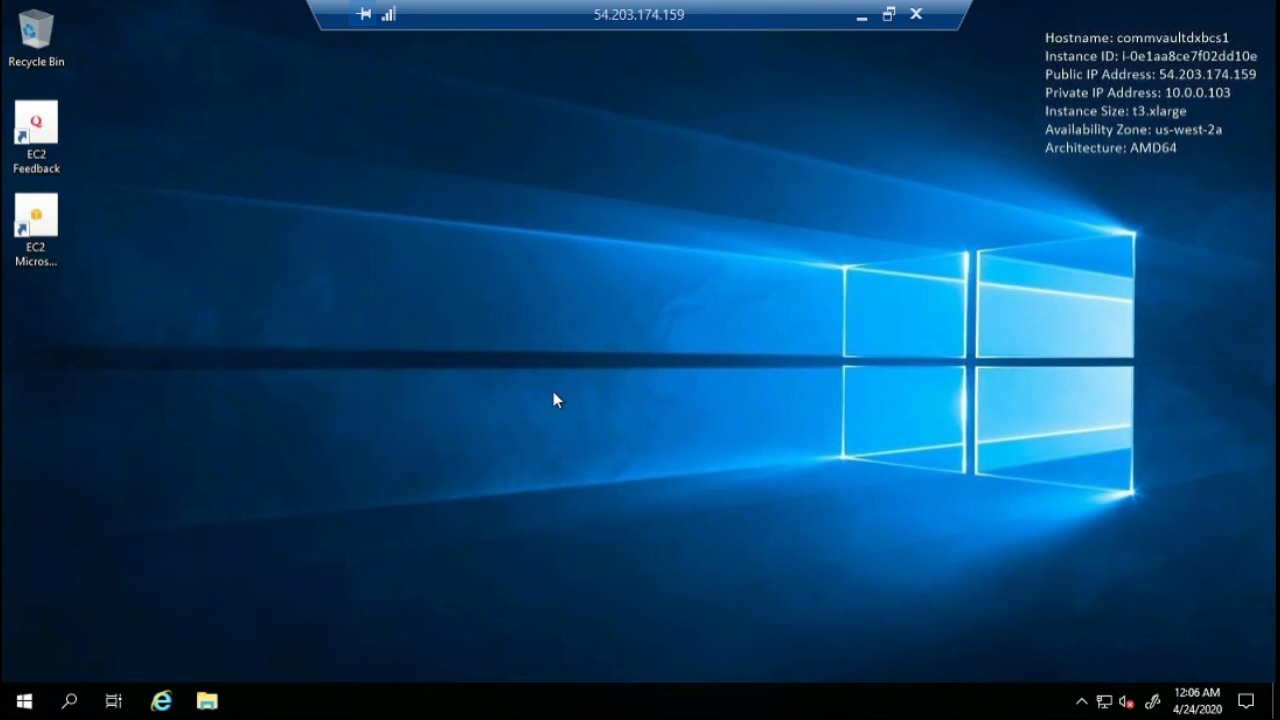 54.203.174.159
Hostname: commvaultdxbcs1
Instance ID: i-0e1aa8ce7f02dd10e
Public IP Address: 54.203.174.159
Private IP Address: 10.0.0.103
Instance Size: t3.xlarge
Availability Zone: us-west-2a
Architecture: AMD64
Recycle Bin
Q
EC2
Feedback
EC2
Micros...
12:06 AM
4/24/2020